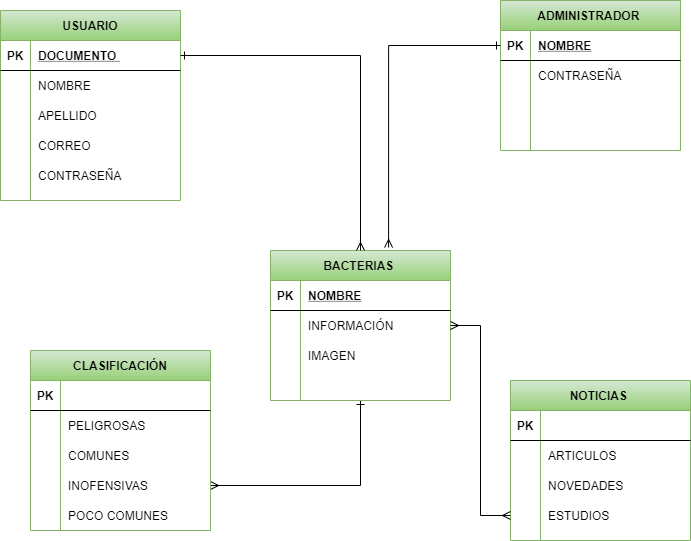 USUARIO
PK DOCUMENTO
NOMBRE
APELLIDO
CORREO
CONTRASEÑA
ADMINISTRADOR
PK NOMBRE
CONTRASEÑA
BACTERIAS
PK NOMBRE
INFORMACIÓN
IMAGEN
CLASIFICACIÓN
PK
PELIGROSAS
COMUNES
INOFENSIVAS
POCO COMUNES
NOTICIAS
PK
ARTICULOS
NOVEDADES
ESTUDIOS